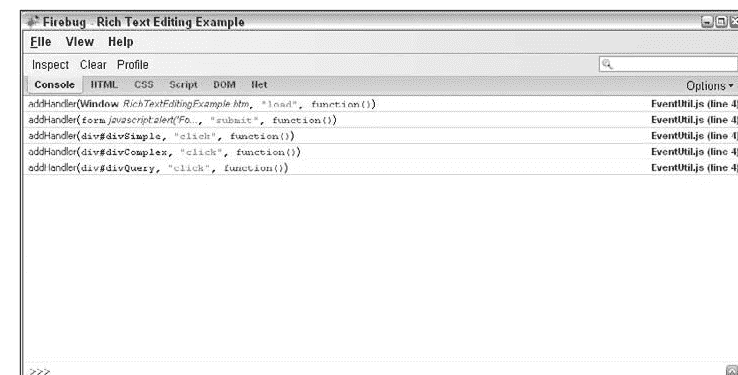 Firebug - Rich Text Editing Example
File View Help
Inspect Clear Profile
Console HTML CSS Script DOM Net Options
addHandler(Window RichTextEditingExample.htm, "load", function()) EventUtil.js (line 4)
addHandler(form javascript:alert('Fo..., "submit", function()) EventUtil.js (line 4)
addHandler(div#divSimple, "click", function()) EventUtil.js (line 4)
addHandler(div#divComplex, "click", function()) EventUtil.js (line 4)
addHandler(div#divQuery, "click", function()) EventUtil.js (line 4)
>>>